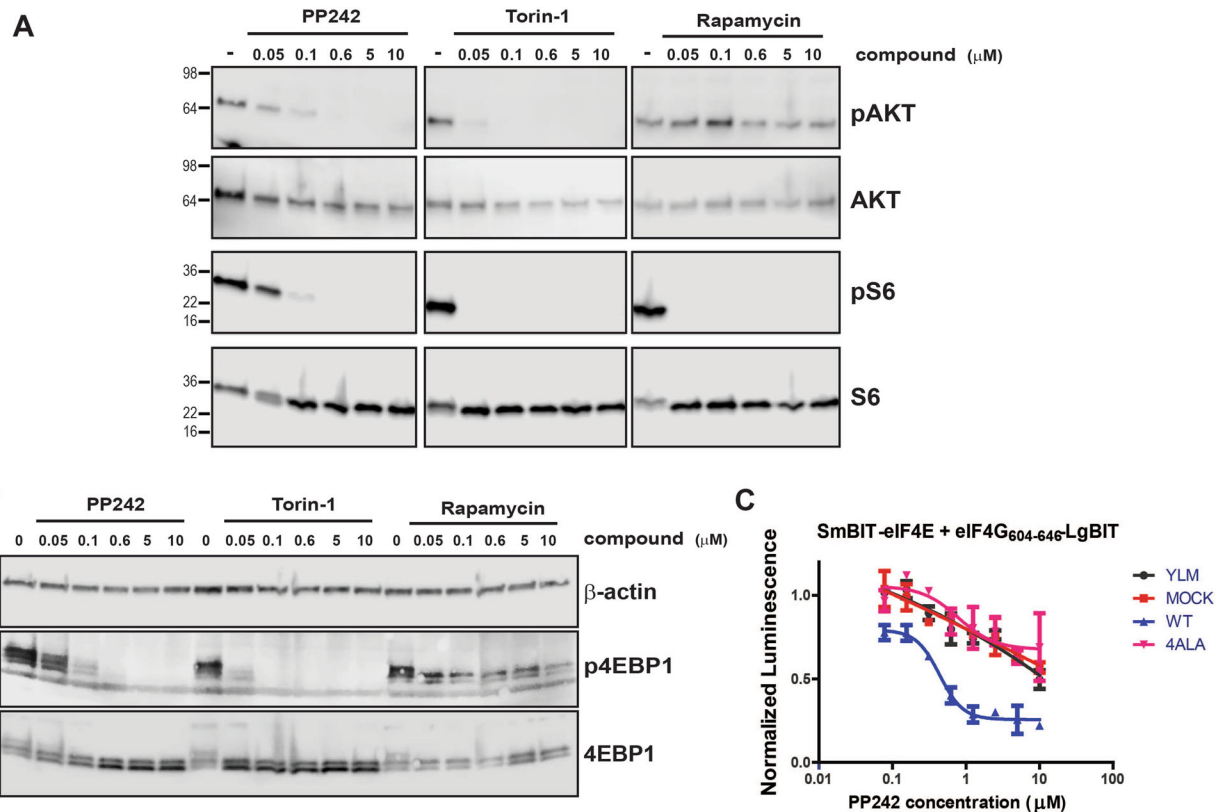 A
PP242 Torin-1 Rapamycin
- 0.05 0.1 0.6 5 10 - 0.05 0.1 0.6 5 10 - 0.05 0.1 0.6 5 10 compound (μM)
98
64
pAKT
98
64
AKT
36
22
16
pS6
36
22
16
S6
PP242 Torin-1 Rapamycin
0 0.05 0.1 0.6 5 10 0 0.05 0.1 0.6 5 10 0 0.05 0.1 0.6 5 10 compound (μM)
β-actin
p4EBP1
4EBP1
C
SmBIT-eIF4E + eIF4G604-646-LgBIT
Normalized Luminescence
1.0
0.5
0.0
0.01 0.1 1 10 100
PP242 concentration (μM)
YLM
MOCK
WT
4ALA